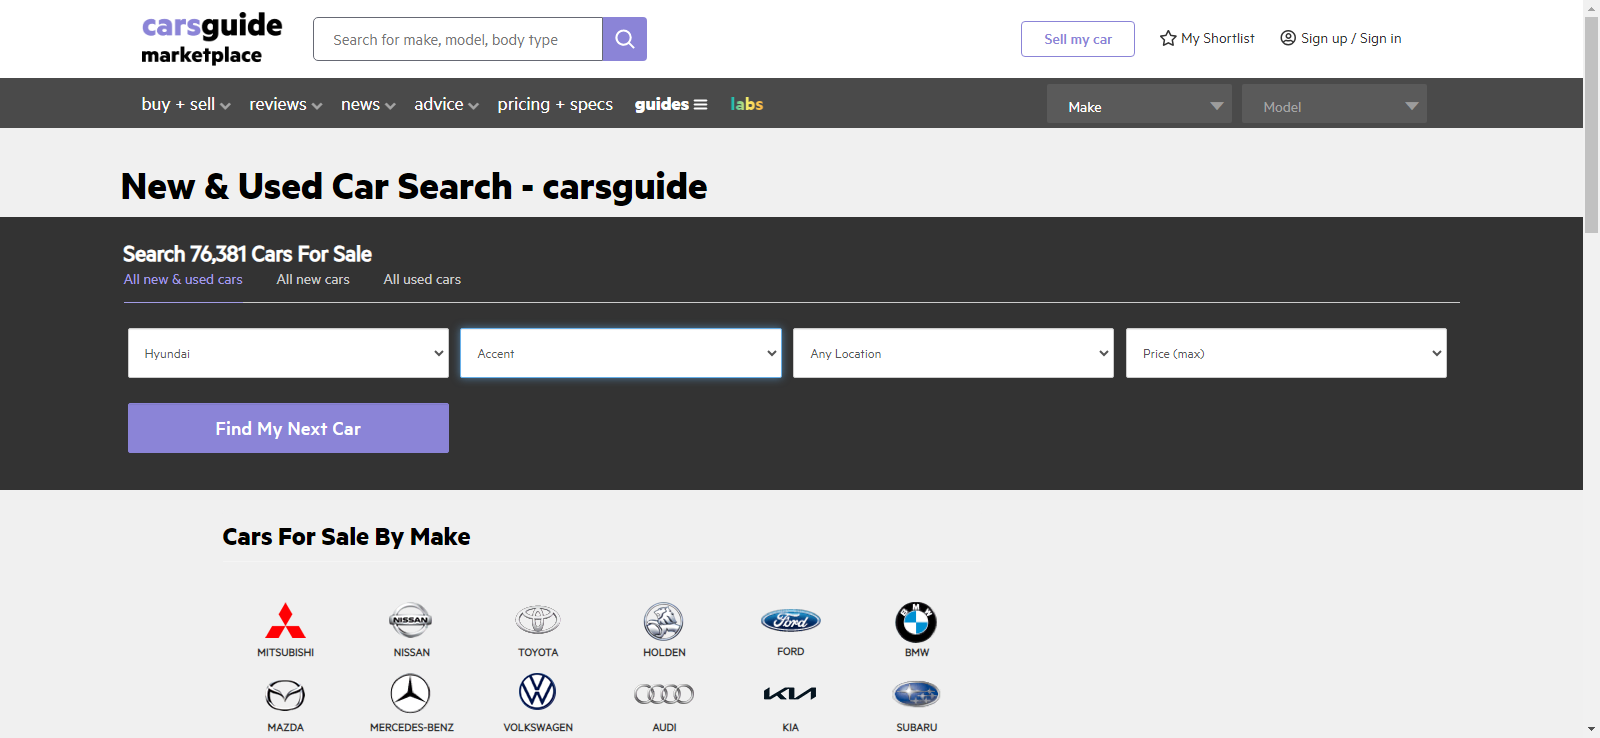 carsguide
marketplace
Search for make, model, body type
Sell my car
My Shortlist
Sign up / Sign in
buy + sell
reviews
news
advice
pricing + specs
guides
labs
Make
Model
New & Used Car Search - carsguide
Search 76,381 Cars For Sale
All new & used cars
All new cars
All used cars
Hyundai
Accent
Any Location
Price (max)
Find My Next Car
Cars For Sale By Make
NISSAN
Ford
BMW
MITSUBISHI
NISSAN
TOYOTA
HOLDEN
FORD
BMW
KIA
MAZDA
MERCEDES-BENZ
VOLKSWAGEN
AUDI
KIA
SUBARU